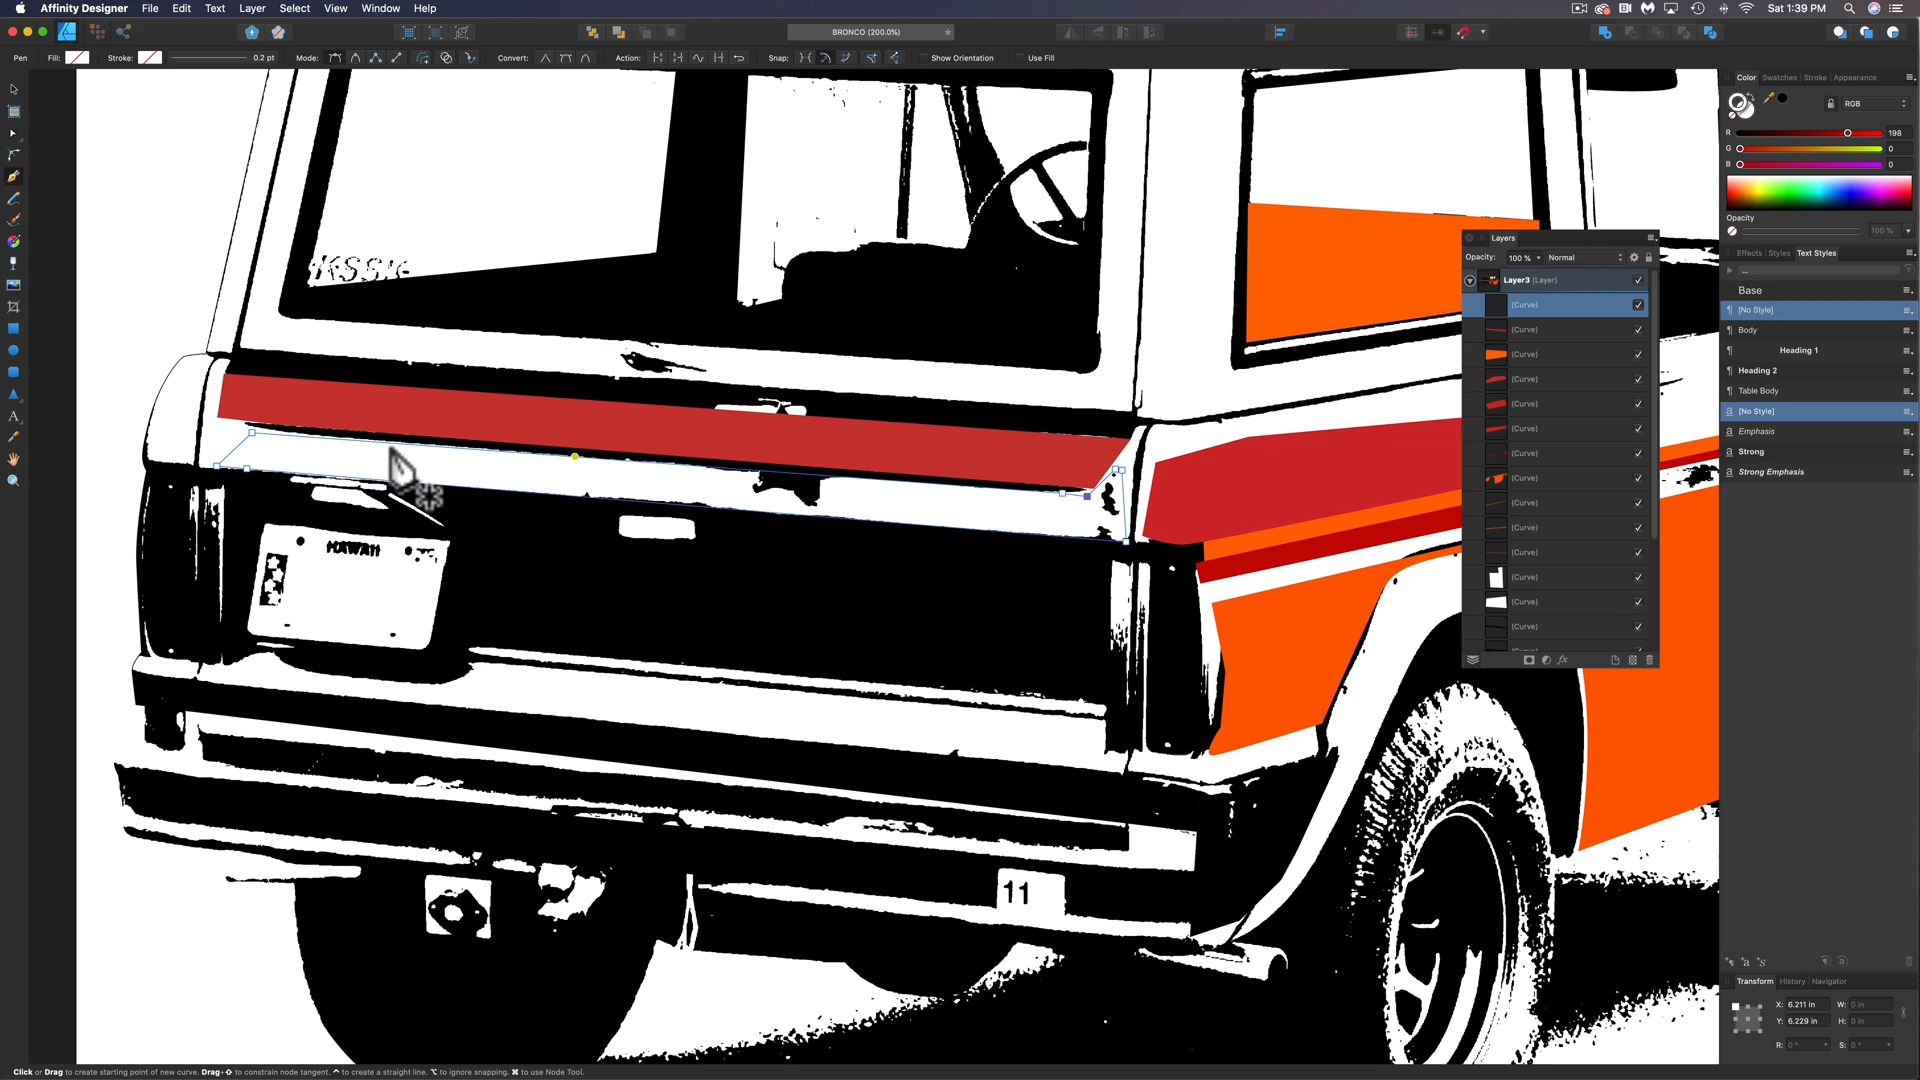 Affinity Designer File Edit Text Layer Select View Window Help Sat 1:39 PM
BRONCO (200.0%)
Pen Fill: Stroke: 0.2 pt Mode: Convert: Action: Snap: Show Orientation Use Fill
Color Swatches Stroke Appearance
RGB
R 198
G 0
B 0
Opacity
100 %
Effects Styles Text Styles
...
Base
[No Style]
Body
Heading 1
Heading 2
Table Body
[No Style]
Emphasis
Strong
Strong Emphasis
Layers
Opacity: 100 % Normal
Layer3 (Layer)
(Curve)
(Curve)
(Curve)
(Curve)
(Curve)
(Curve)
(Curve)
(Curve)
(Curve)
(Curve)
(Curve)
(Curve)
(Curve)
(Curve)
HAWAII
11
Transform History Navigator
X: 6.211 in W: 0 in
Y: 6.229 in H: 0 in
R: 0 ° S: 0 °
Click or Drag to create starting point of new curve. Drag+⇧ to constrain node tangent. ⌃ to create a straight line. ⌥ to ignore snapping. ⌘ to use Node Tool.